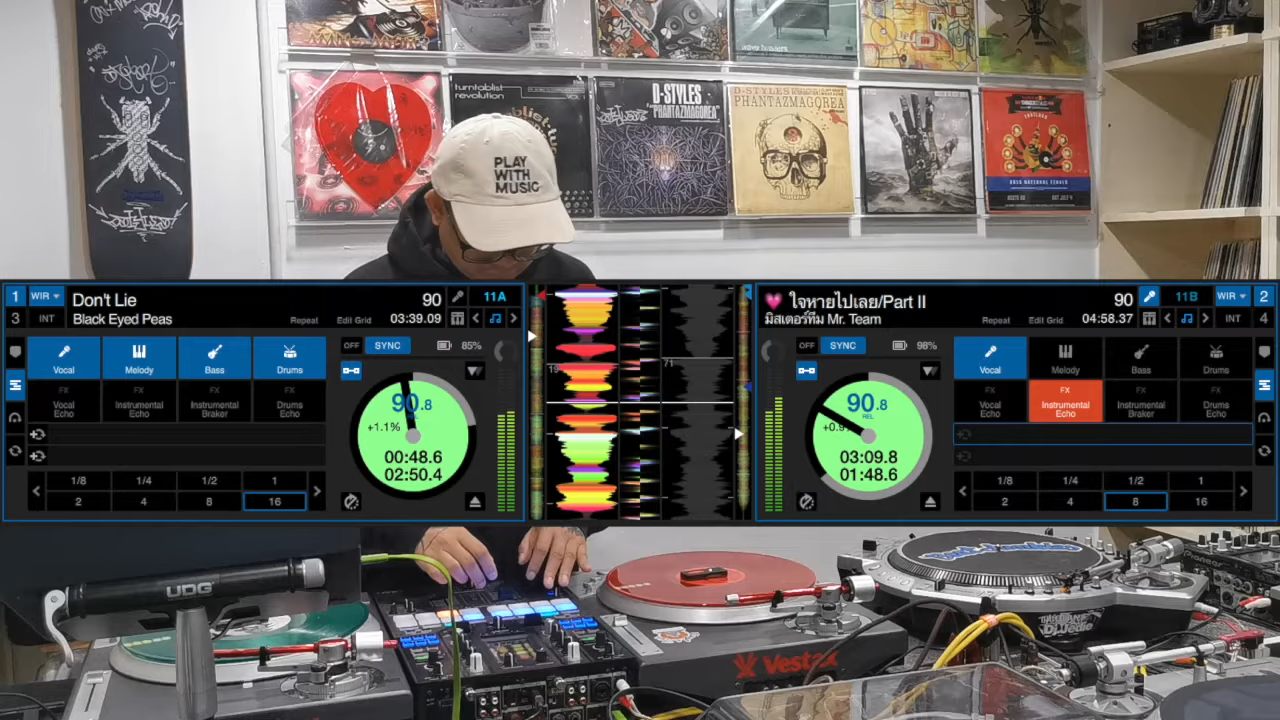 turntablist
revolution
D-STYLES
"PHANTAZMAGOREA"
D-STYLES
PHANTAZMAGOREA
PLAY
WITH
MUSIC
1
WIR
Don't Lie
90
11A
3
INT
Black Eyed Peas
Repeat
Edit Grid
03:39.09
OFF
SYNC
85%
Vocal
Melody
Bass
Drums
FX
Vocal
Echo
FX
Instrumental
Echo
FX
Instrumental
Braker
FX
Drums
Echo
90.8
+1.1%
00:48.6
02:50.4
1/8
1/4
1/2
1
2
4
8
16
19
71
💗 ใจหายไปเลย/Part II
90
11B
WIR
2
มิสเตอร์ทีม Mr. Team
Repeat
Edit Grid
04:58.37
INT
4
OFF
SYNC
98%
90.8
REL
03:09.8
01:48.6
Vocal
Melody
Bass
Drums
FX
Vocal
Echo
FX
Instrumental
Echo
FX
Instrumental
Braker
FX
Drums
Echo
1/8
1/4
1/2
1
2
4
8
16
UDG
Vestax